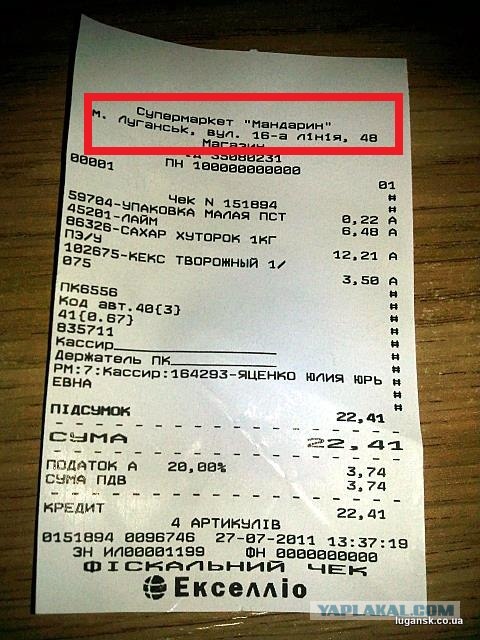 Супермаркет "Мандарин"
м. Луганськ, вул. 16-а лінія, 48
Магазин
35080231
00001 ПН 100000000000
01
Чек N 151894 #
59704-УПАКОВКА МАЛАЯ ПСТ #
0,22 А
45201-ЛАЙМ 6,48 А
86326-САХАР ХУТОРОК 1КГ #
ПЭ/У 12,21 А
102675-КЕКС ТВОРОЖНЫЙ 1/ #
075 3,50 А
#
ПК6556 #
Код авт.40{3} #
41{0.67} #
835711 #
Кассир #
Держатель ПК #
РМ:7:Кассир:164293-ЯЦЕНКО ЮЛИЯ ЮРЬ #
ЕВНА #
ПІДСУМОК 22,41
СУМА 22,41
ПОДАТОК А 20,00% 3,74
СУМА ПДВ 3,74
КРЕДИТ 22,41
4 АРТИКУЛІВ
0151894 0096746 27-07-2011 13:37:19
ЗН ИЛ00001199 ФН 0000000000
ФІСКАЛЬНИЙ ЧЕК
Екселліо
YAPLAKAL.COM
lugansk.co.ua